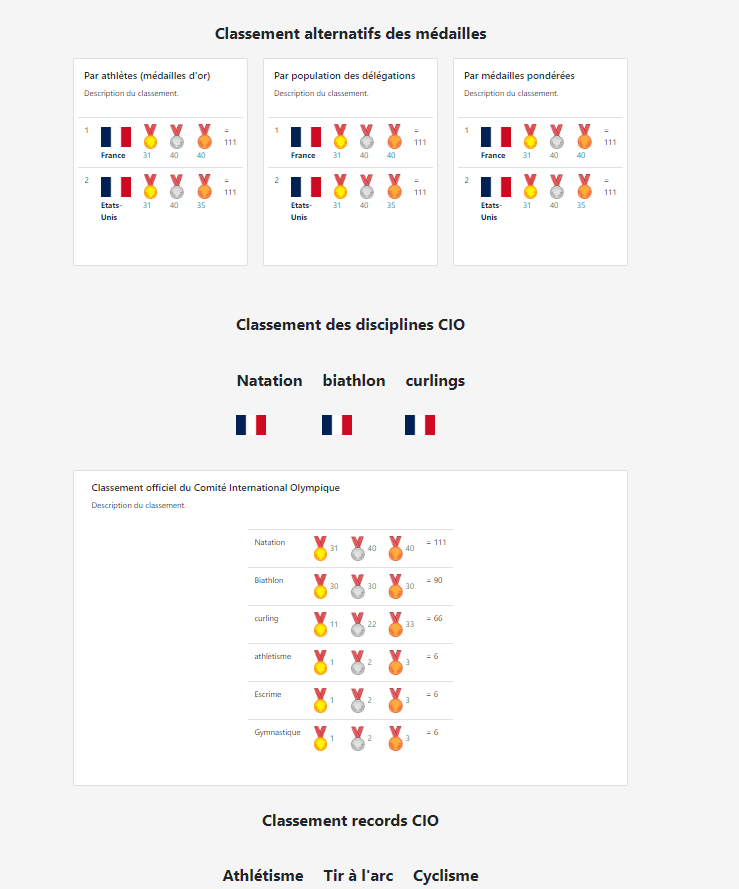 Classement alternatifs des médailles
Par athlètes (médailles d'or)
Description du classement.
1
=
111
France 31 40 40
2
=
111
Etats-Unis 31 40 35
Par population des délégations
Description du classement.
1
=
111
France 31 40 40
2
=
111
Etats-Unis 31 40 35
Par médailles pondérées
Description du classement.
1
=
111
France 31 40 40
2
=
111
Etats-Unis 31 40 35
Classement des disciplines CIO
Natation biathlon curlings
Classement officiel du Comité International Olympique
Description du classement.
Natation 31 40 40 = 111
Biathlon 30 30 30 = 90
curling 11 22 33 = 66
athlétisme 1 2 3 = 6
Escrime 1 2 3 = 6
Gymnastique 1 2 3 = 6
Classement records CIO
Athlétisme Tir à l'arc Cyclisme